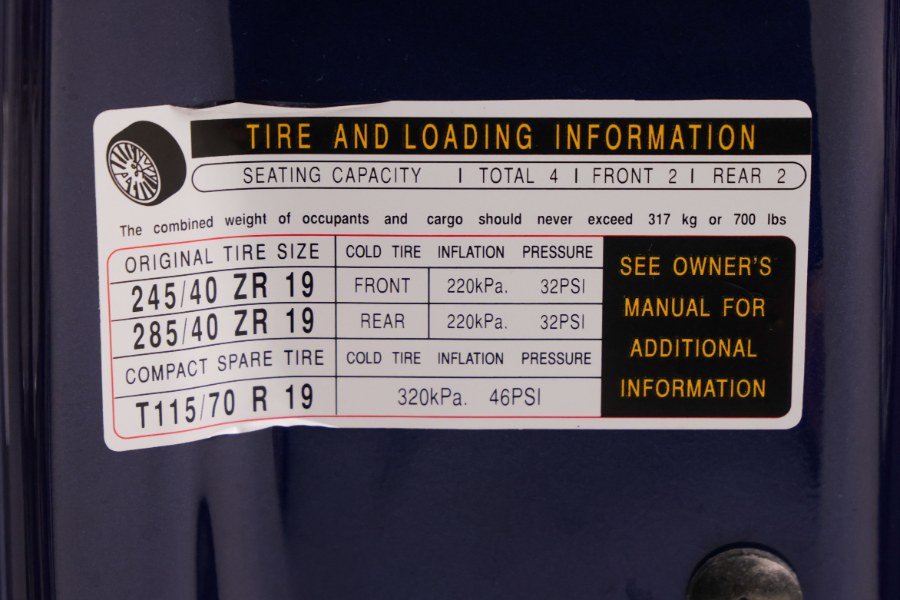 TIRE AND LOADING INFORMATION
SEATING CAPACITY | TOTAL 4 | FRONT 2 | REAR 2
The combined weight of occupants and cargo should never exceed 317 kg or 700 lbs
ORIGINAL TIRE SIZE COLD TIRE INFLATION PRESSURE
245/40 ZR 19 FRONT 220kPa. 32PSI
285/40 ZR 19 REAR 220kPa. 32PSI
COMPACT SPARE TIRE COLD TIRE INFLATION PRESSURE
T115/70 R 19 320kPa. 46PSI
SEE OWNER'S
MANUAL FOR
ADDITIONAL
INFORMATION